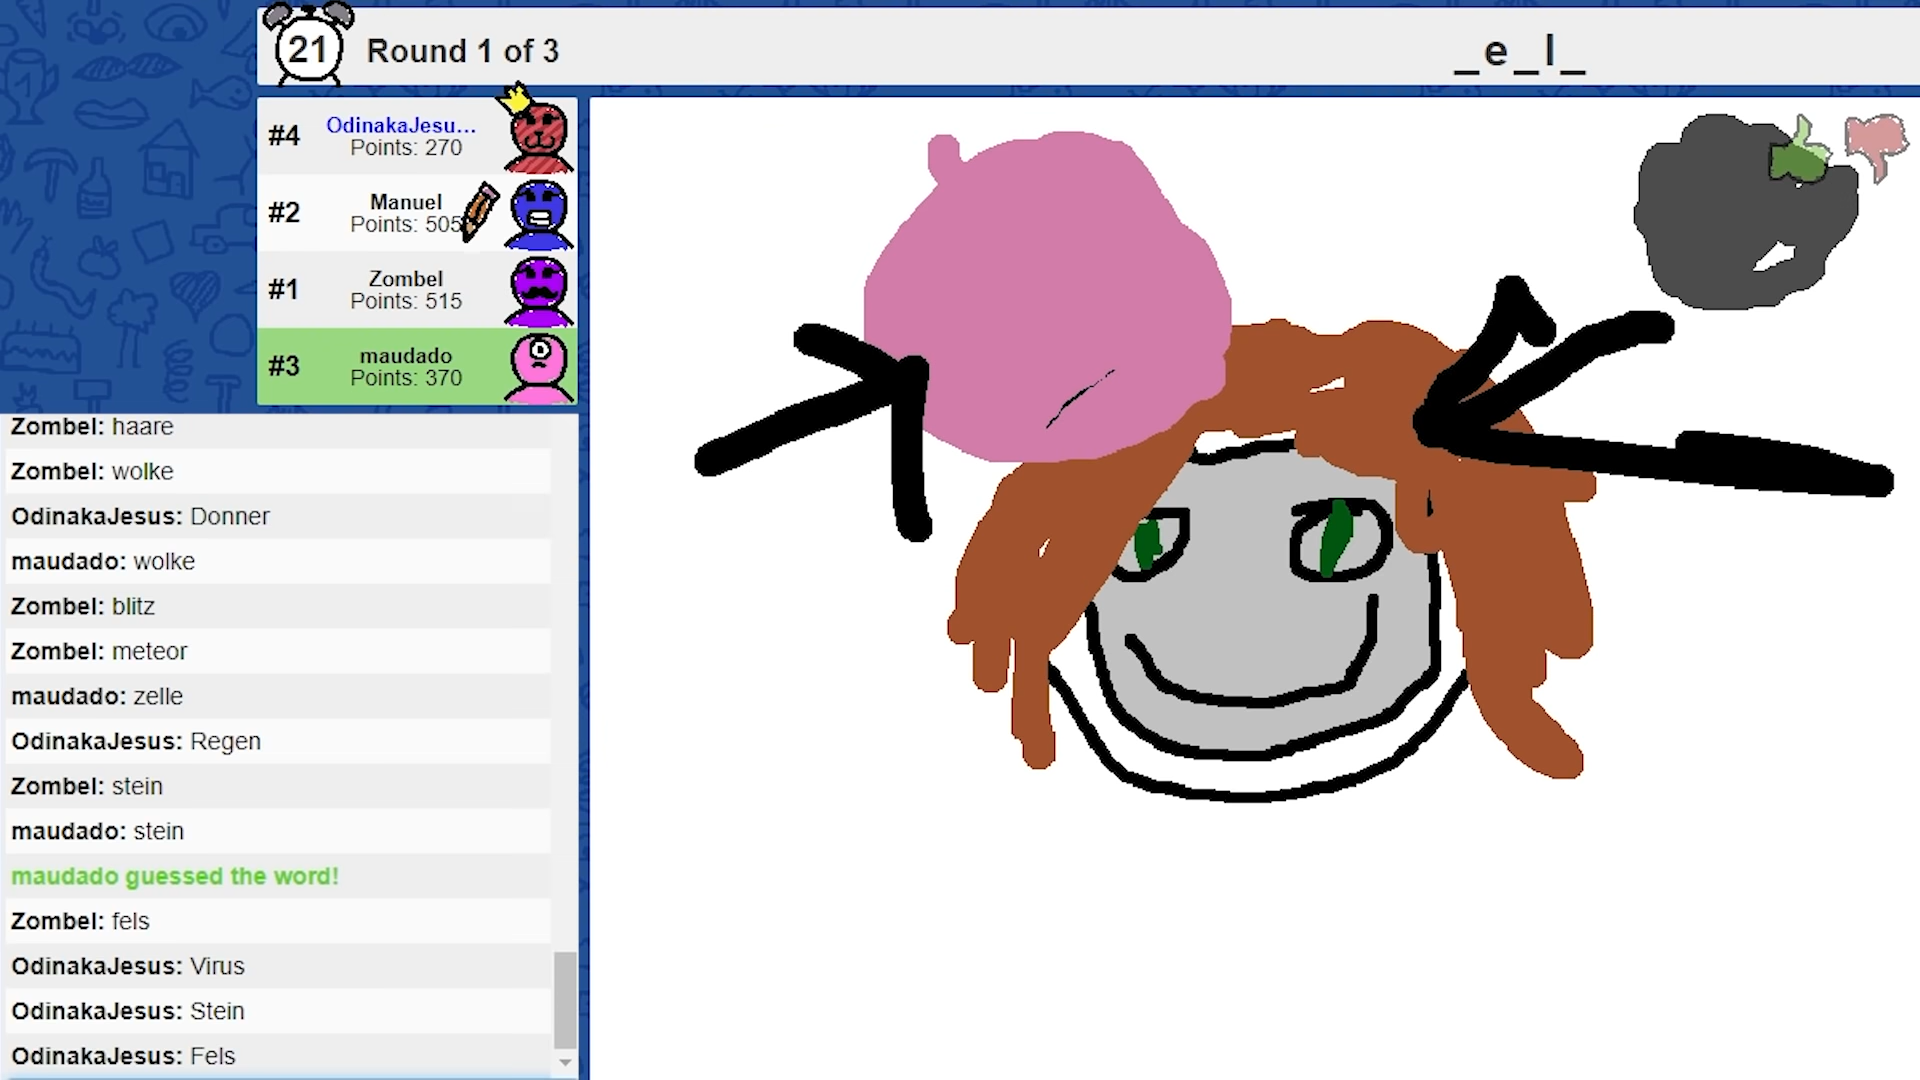 21 Round 1 of 3
_e_l_
#4 OdinakaJesu...
Points: 270
#2 Manuel
Points: 505
#1 Zombel
Points: 515
#3 maudado
Points: 370
Zombel: haare
Zombel: wolke
OdinakaJesus: Donner
maudado: wolke
Zombel: blitz
Zombel: meteor
maudado: zelle
OdinakaJesus: Regen
Zombel: stein
maudado: stein
maudado guessed the word!
Zombel: fels
OdinakaJesus: Virus
OdinakaJesus: Stein
OdinakaJesus: Fels